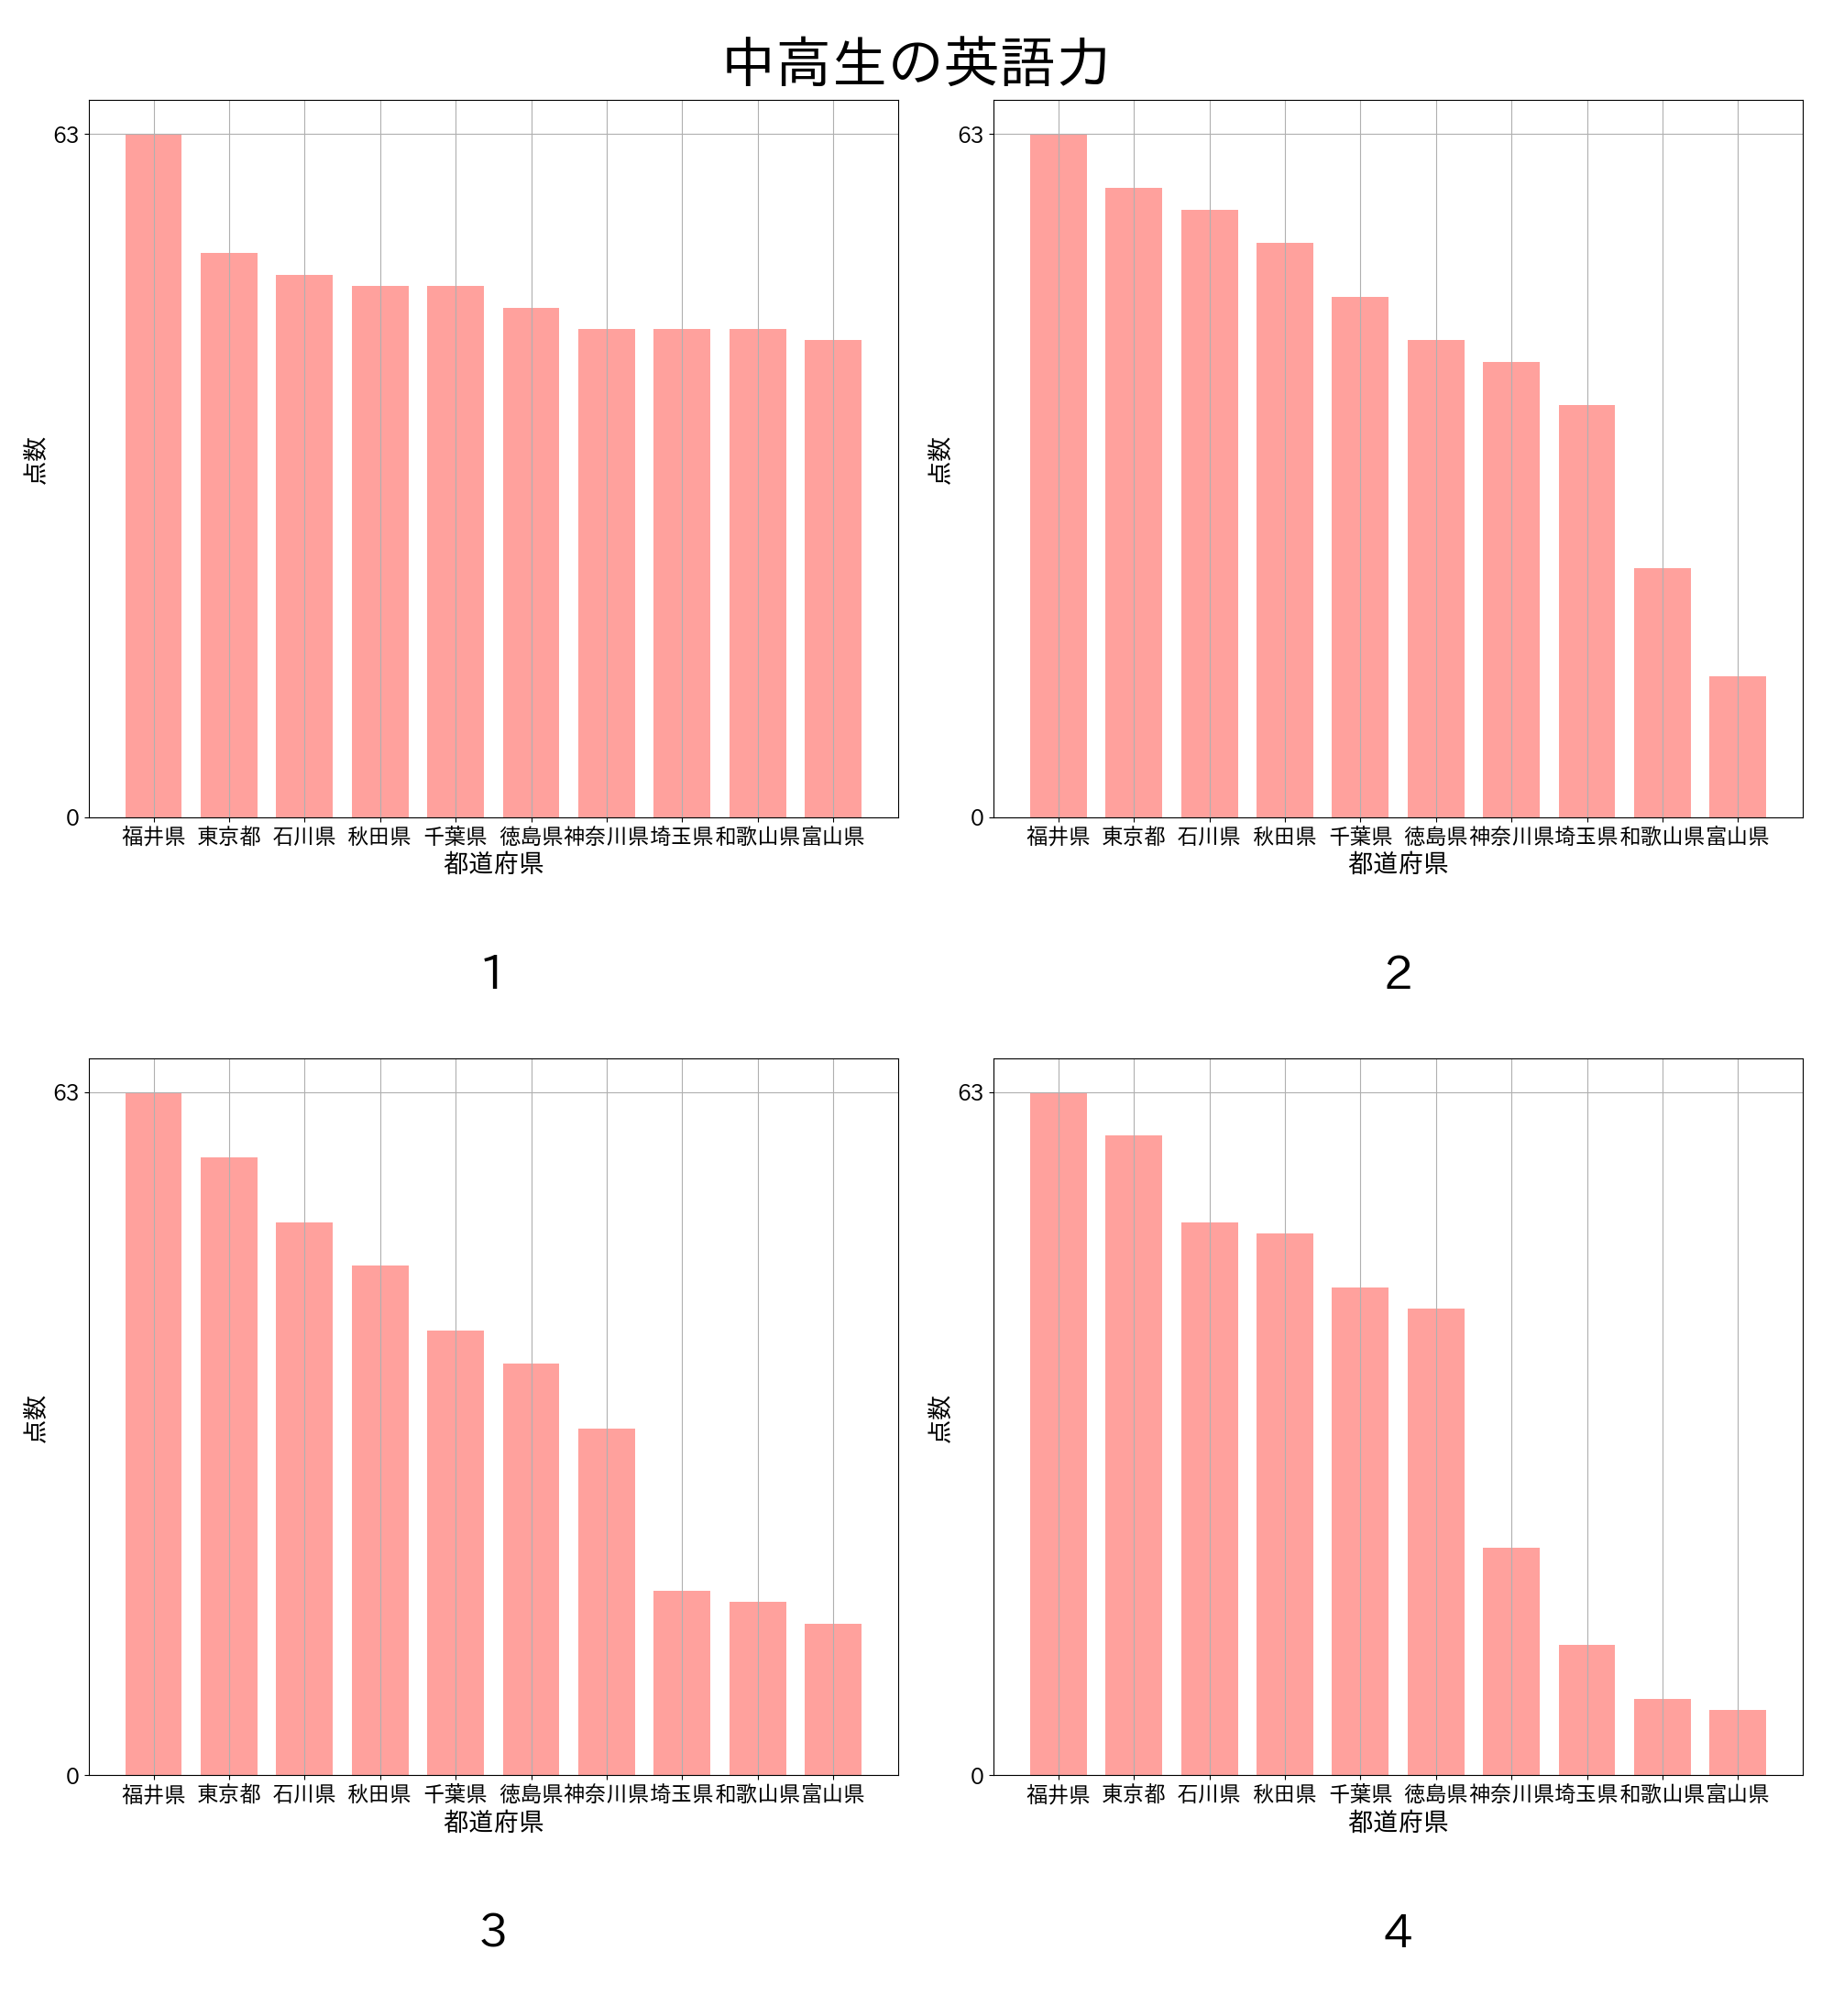 中高生の英語力
63
点数
0
福井県 東京都 石川県 秋田県 千葉県 徳島県 神奈川県 埼玉県 和歌山県 富山県
都道府県
1
63
点数
0
福井県 東京都 石川県 秋田県 千葉県 徳島県 神奈川県 埼玉県 和歌山県 富山県
都道府県
2
63
点数
0
福井県 東京都 石川県 秋田県 千葉県 徳島県 神奈川県 埼玉県 和歌山県 富山県
都道府県
3
63
点数
0
福井県 東京都 石川県 秋田県 千葉県 徳島県 神奈川県 埼玉県 和歌山県 富山県
都道府県
4